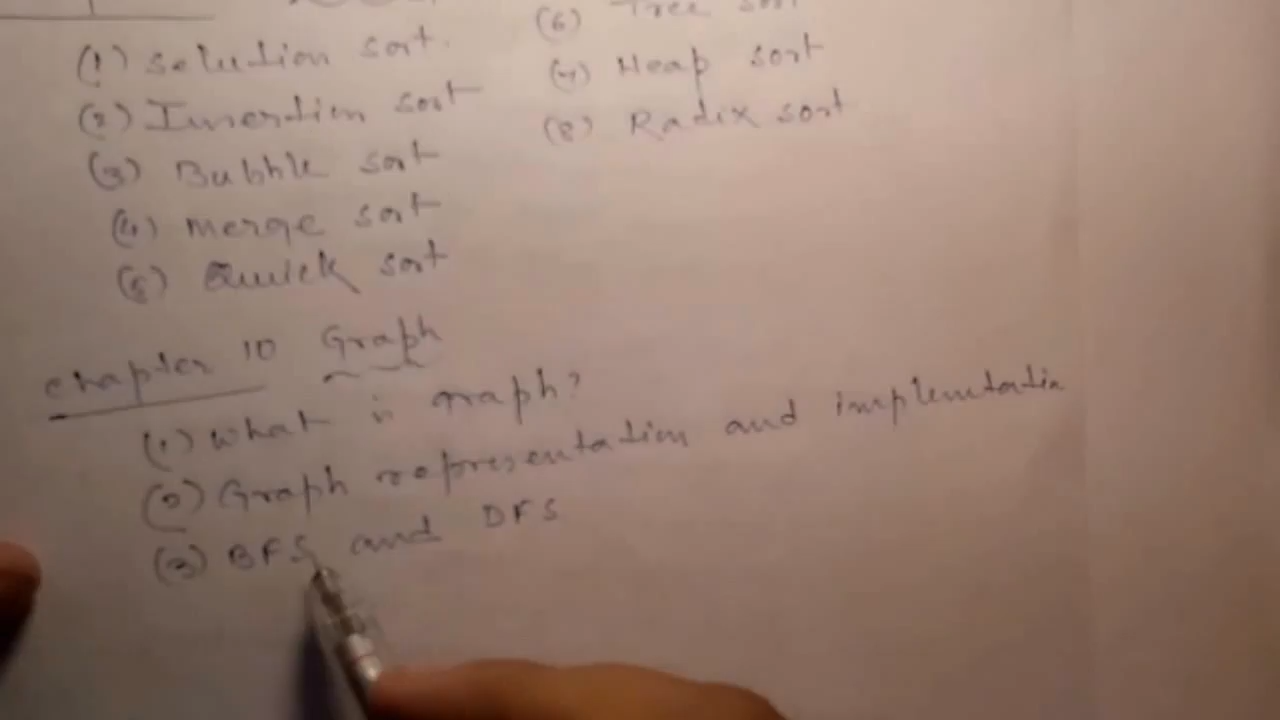 (1) Solution sort.
(2) Insertion sort
(3) Bubble sort
(4) Merge sort
(5) Quick sort
(6) Tree sort
(7) Heap sort
(8) Radix sort
Chapter 10 Graph
(1) What is graph?
(2) Graph representation and implementatin
(3) BFS and DFS